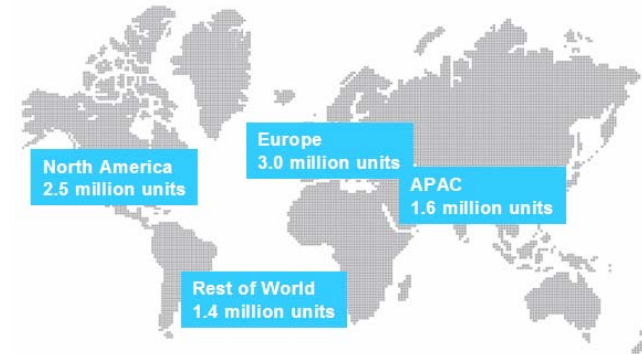 Europe
3.0 million units
North America
2.5 million units
APAC
1.6 million units
Rest of World
1.4 million units